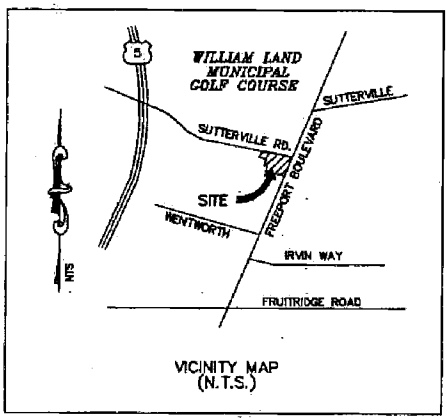 5
WILLIAM LAND
MUNICIPAL
GOLF COURSE
SUTTERVILLE
SUTTERVILLE RD.
FREEPORT BOULEVARD
SITE
WENTWORTH
IRVIN WAY
NTS
FRUITRIDGE ROAD
VICINITY MAP
(N.T.S.)